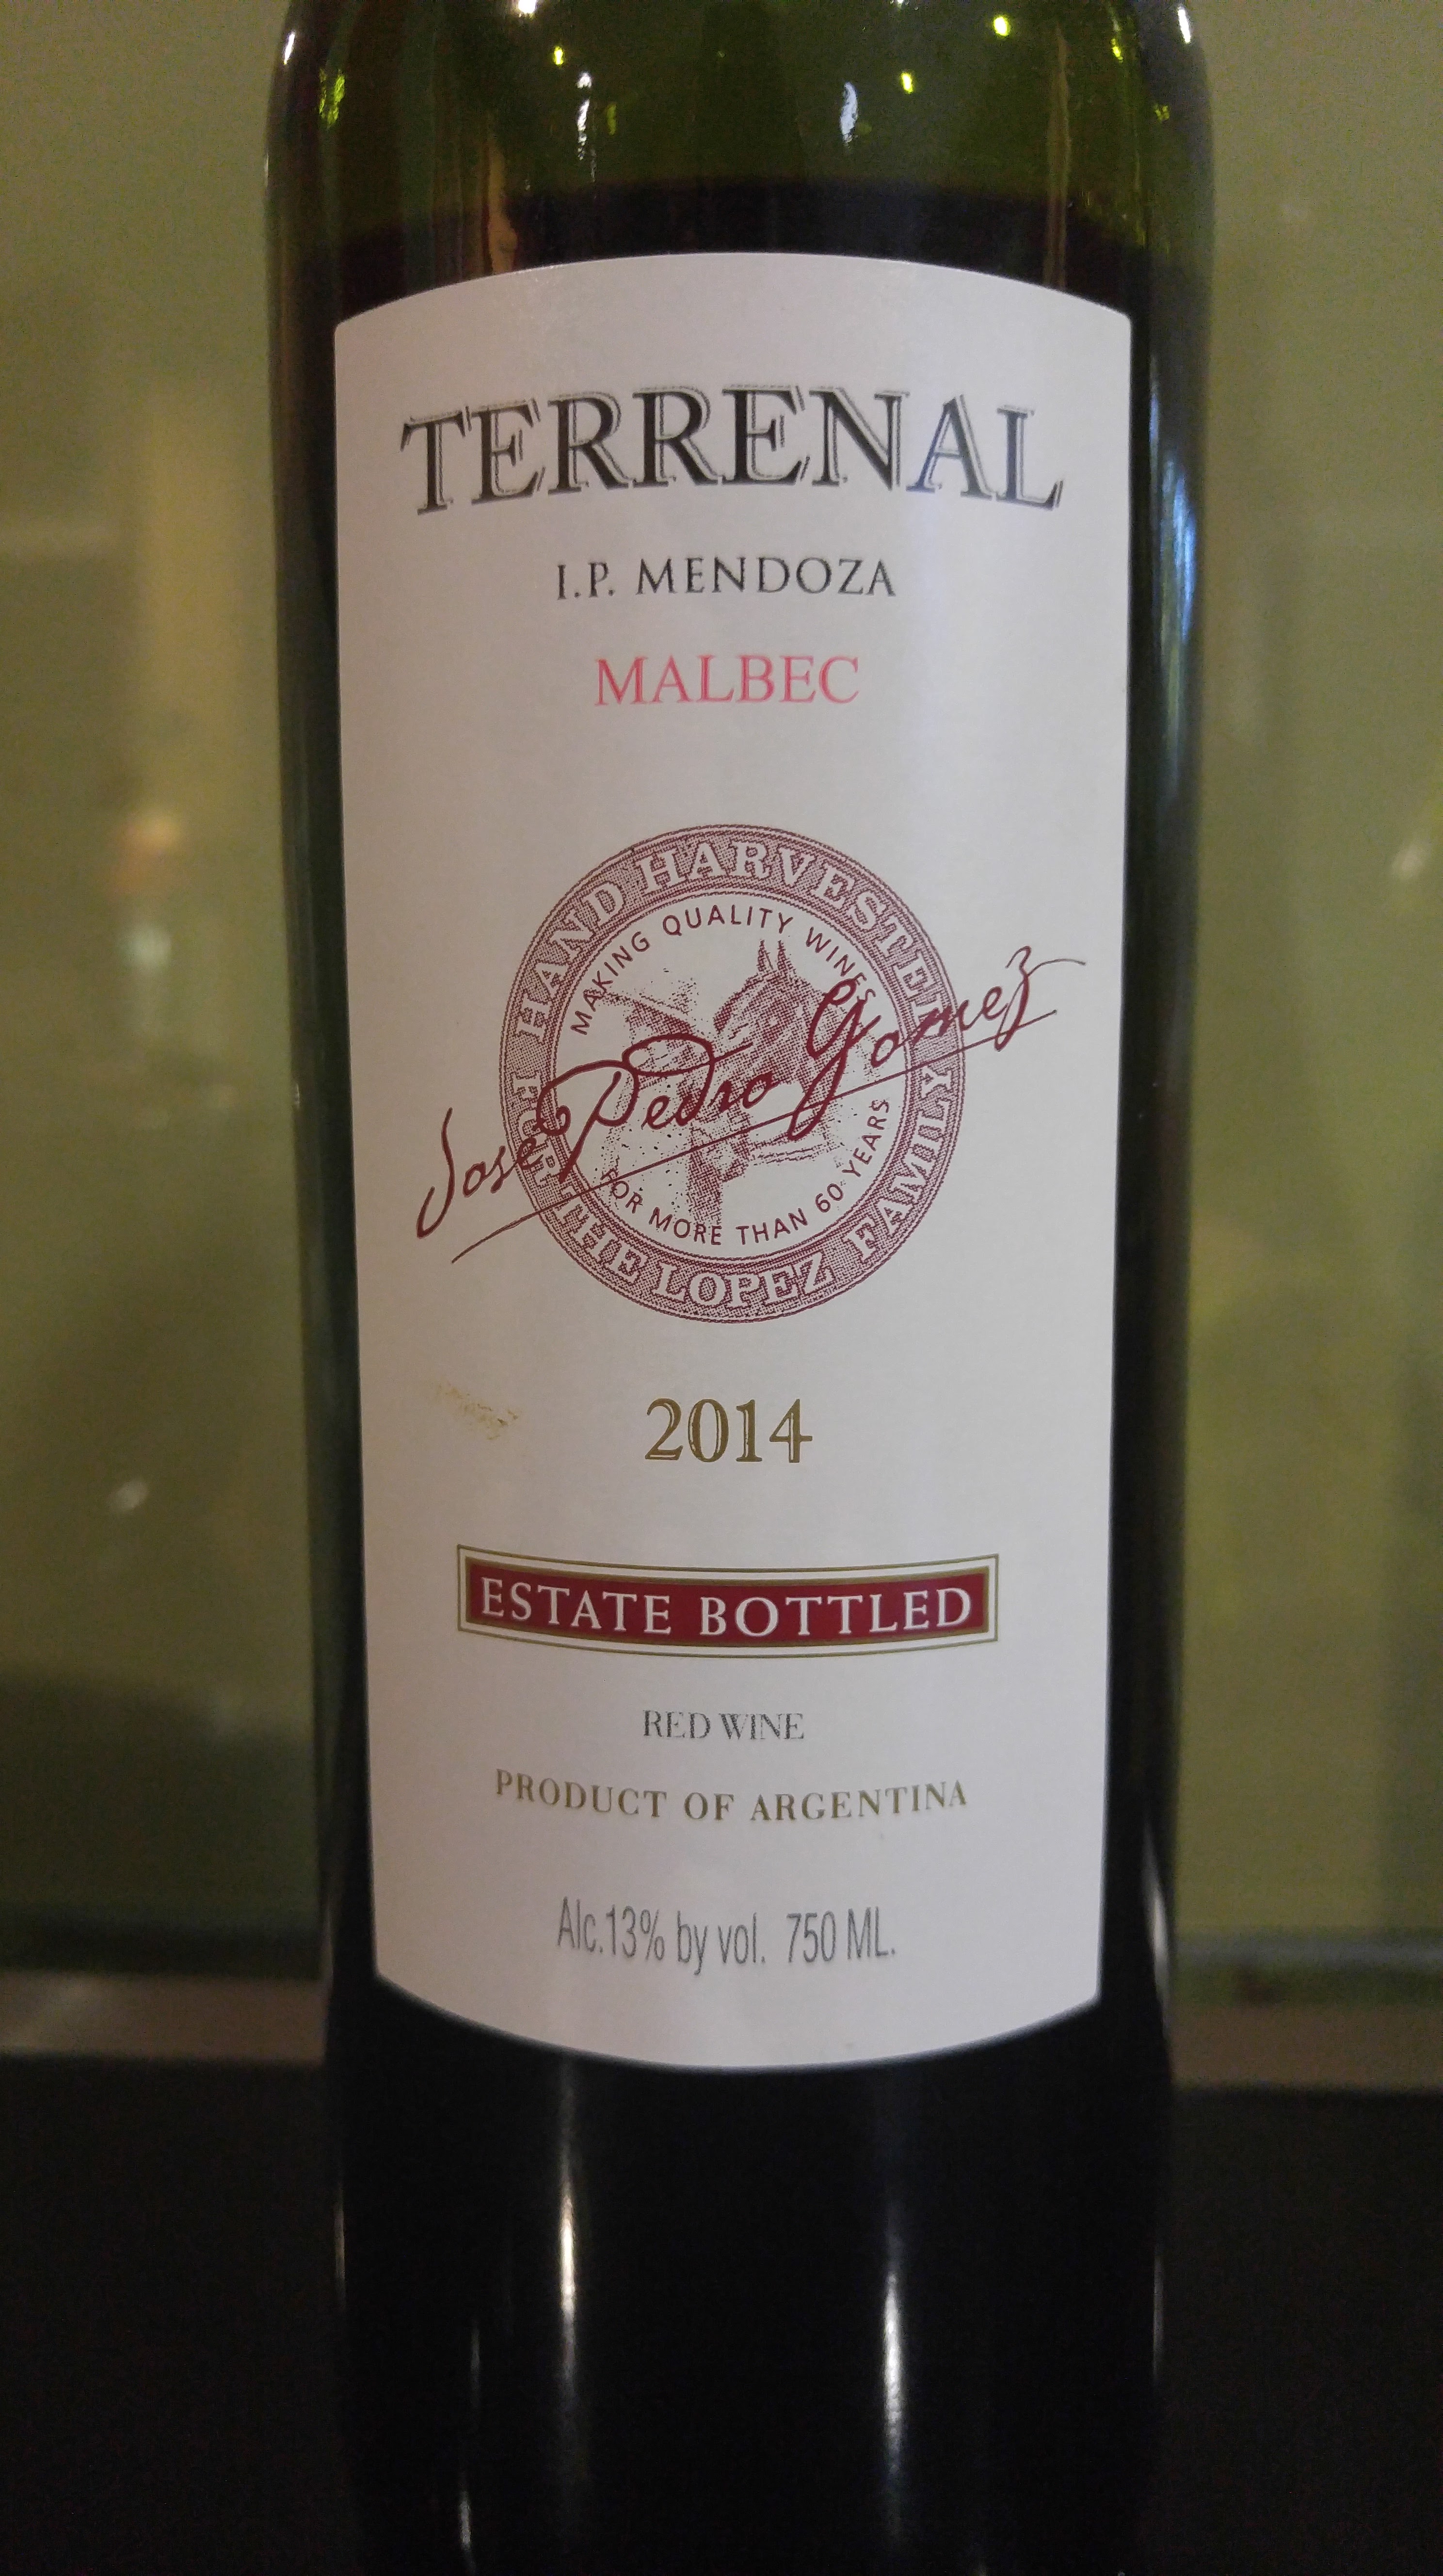 TERRENAL
I.P. MENDOZA
MALBEC
HAND HARVESTED FOR THE LOPEZ FAMILY
MAKING QUALITY WINES
FOR MORE THAN 60 YEARS
Jose Pedro Gomez
2014
ESTATE BOTTLED
RED WINE
PRODUCT OF ARGENTINA
Alc.13% by vol. 750 ML.